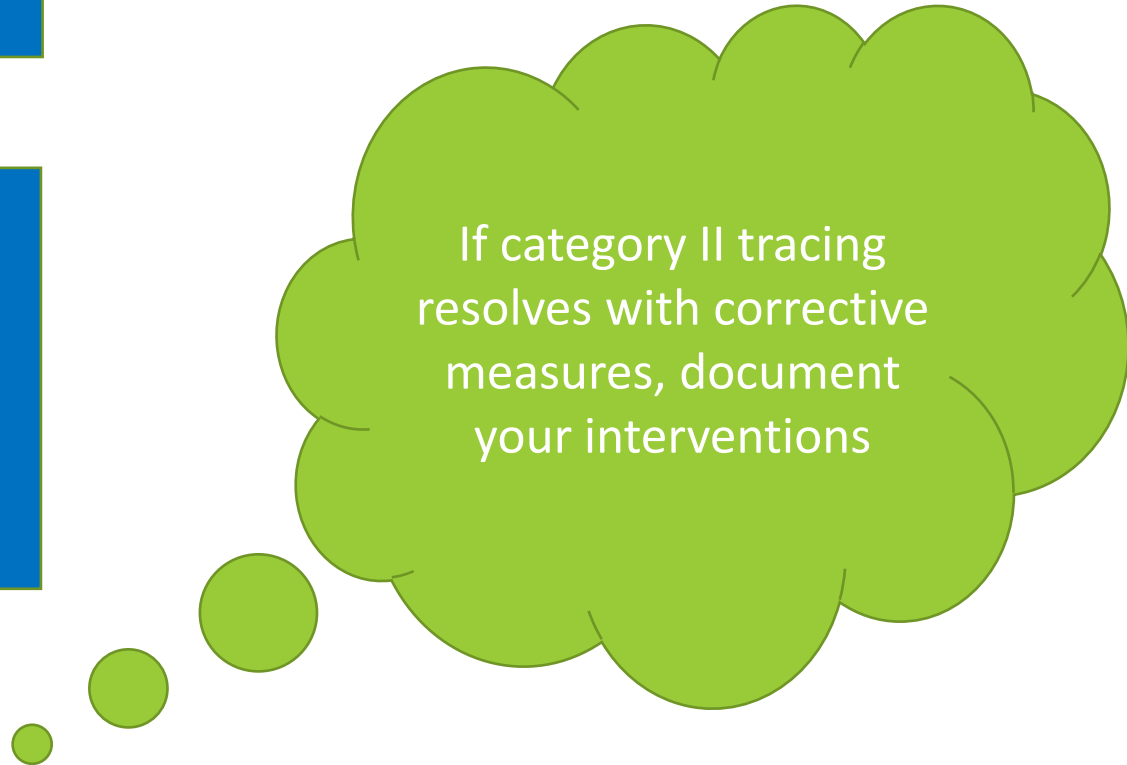 If category II tracing
resolves with corrective
measures, document
your interventions